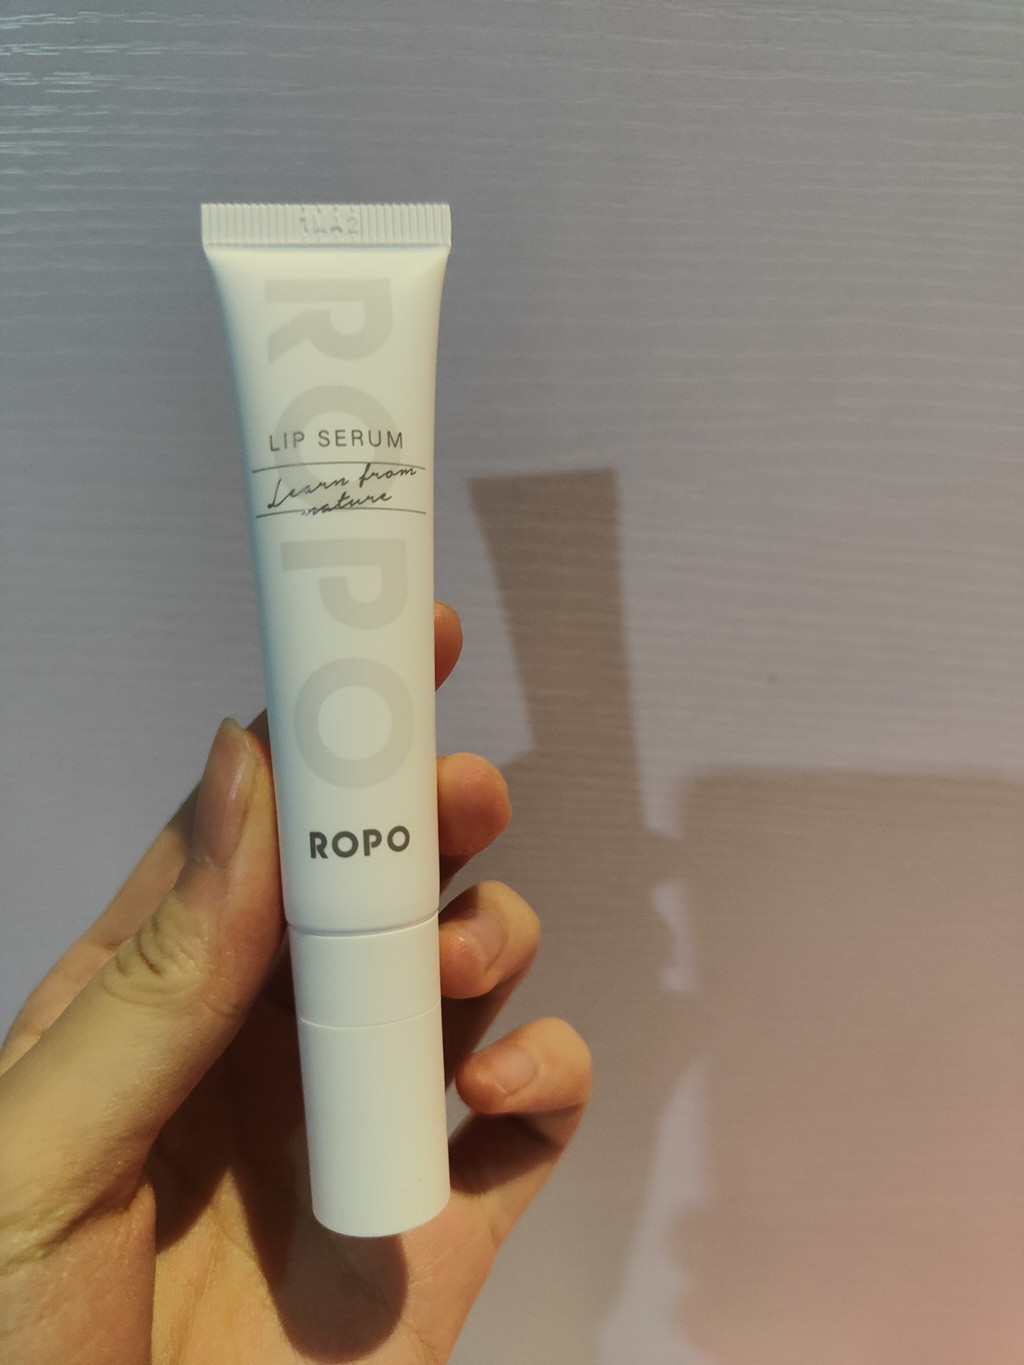 ROPO
LIP SERUM
Learn from
nature
ROPO